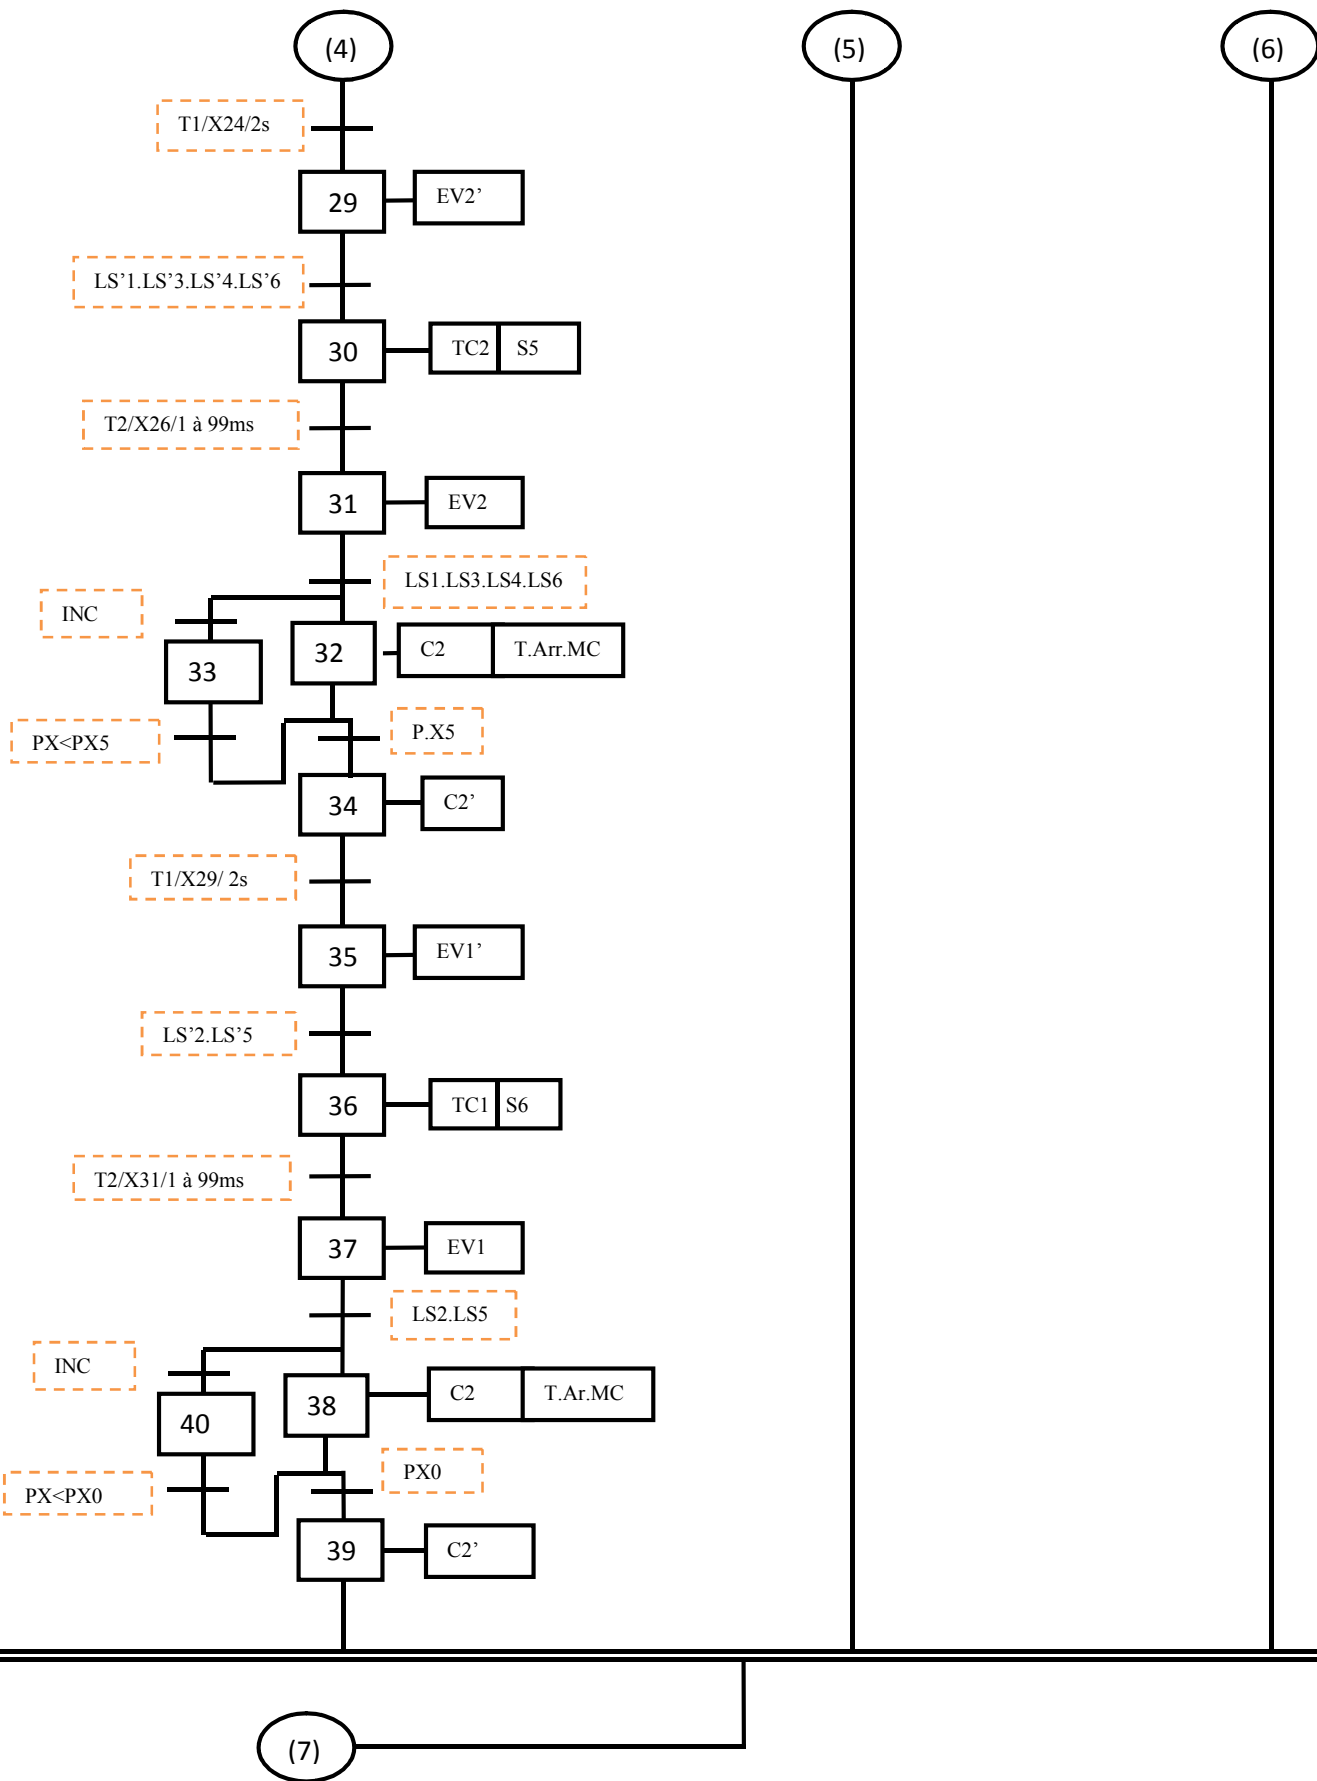 (4)
(5)
(6)
T1/X24/2s
29
EV2’
LS’1.LS’3.LS’4.LS’6
30
TC2
S5
T2/X26/1 à 99ms
31
EV2
LS1.LS3.LS4.LS6
INC
33
32
C2
T.Arr.MC
PX<PX5
P.X5
34
C2’
T1/X29/ 2s
35
EV1’
LS’2.LS’5
36
TC1
S6
T2/X31/1 à 99ms
37
EV1
LS2.LS5
INC
40
38
C2
T.Ar.MC
PX<PX0
PX0
39
C2’
(7)